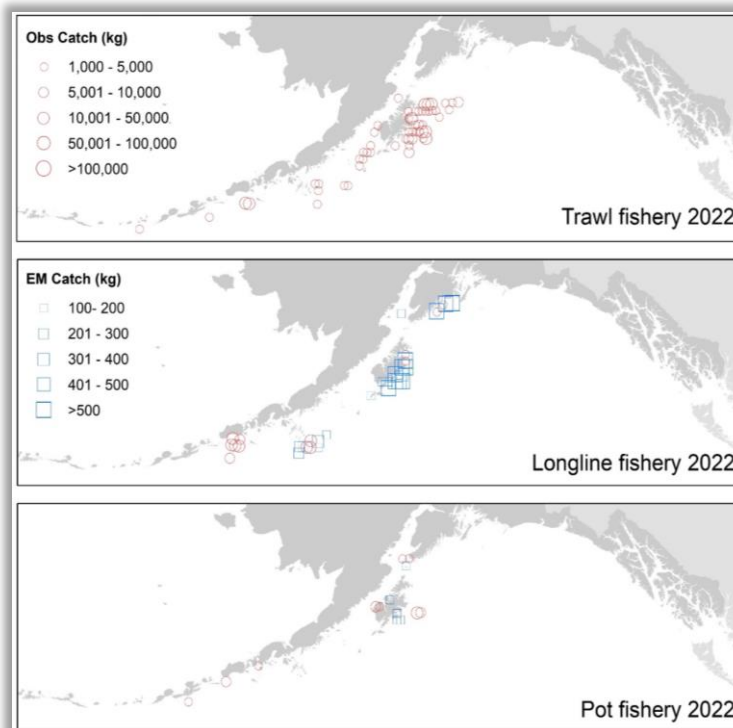 Obs Catch (kg)
1,000 - 5,000
5,001 - 10,000
10,001 - 50,000
50,001 - 100,000
>100,000
Trawl fishery 2022
EM Catch (kg)
100- 200
201 - 300
301 - 400
401 - 500
>500
Longline fishery 2022
Pot fishery 2022